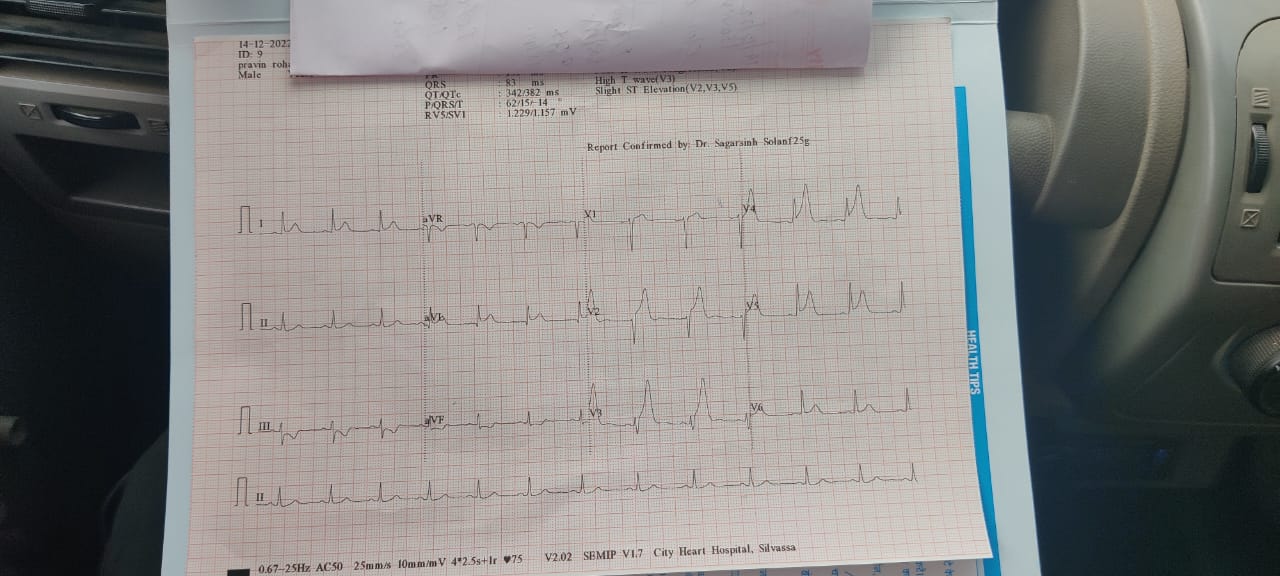 14-12-202
ID: 9
pravin roh
Male
QRS : 83 ms
QT/QTc : 342/382 ms
P/QRS/T : 62/15/-14 °
RV5/SV1 : 1.229/1.157 mV
High T wave(V3)
Slight ST Elevation(V2,V3,V5)
Report Confirmed by: Dr. Sagarsinh Solanf25g
I
aVR
V1
V4
II
aVL
V2
V5
III
aVF
V3
V6
II
0.67~25Hz AC50 25mm/s 10mm/mV 4*2.5s+1r ♥75 V2.02 SEMIP V1.7 City Heart Hospital, Silvassa
HEALTH TIPS